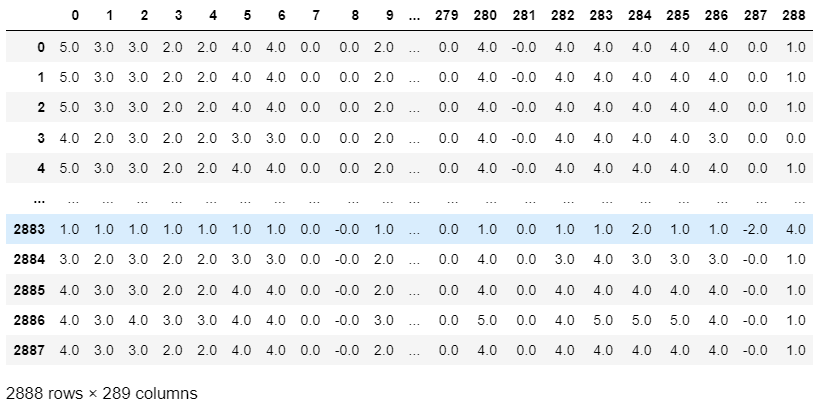 0 1 2 3 4 5 6 7 8 9 ... 279 280 281 282 283 284 285 286 287 288
0 5.0 3.0 3.0 2.0 2.0 4.0 4.0 0.0 0.0 2.0 ... 0.0 4.0 -0.0 4.0 4.0 4.0 4.0 4.0 0.0 1.0
1 5.0 3.0 3.0 2.0 2.0 4.0 4.0 0.0 0.0 2.0 ... 0.0 4.0 -0.0 4.0 4.0 4.0 4.0 4.0 0.0 1.0
2 5.0 3.0 3.0 2.0 2.0 4.0 4.0 0.0 0.0 2.0 ... 0.0 4.0 -0.0 4.0 4.0 4.0 4.0 4.0 0.0 1.0
3 4.0 2.0 3.0 2.0 2.0 3.0 3.0 0.0 0.0 2.0 ... 0.0 4.0 -0.0 4.0 4.0 4.0 4.0 3.0 0.0 0.0
4 5.0 3.0 3.0 2.0 2.0 4.0 4.0 0.0 0.0 2.0 ... 0.0 4.0 -0.0 4.0 4.0 4.0 4.0 4.0 0.0 1.0
... ... ... ... ... ... ... ... ... ... ... ... ... ... ... ... ... ... ... ... ... ...
2883 1.0 1.0 1.0 1.0 1.0 1.0 1.0 0.0 -0.0 1.0 ... 0.0 1.0 0.0 1.0 1.0 2.0 1.0 1.0 -2.0 4.0
2884 3.0 2.0 3.0 2.0 2.0 3.0 3.0 0.0 -0.0 2.0 ... 0.0 4.0 0.0 3.0 4.0 3.0 3.0 3.0 -0.0 1.0
2885 4.0 3.0 3.0 2.0 2.0 4.0 4.0 0.0 -0.0 2.0 ... 0.0 4.0 0.0 4.0 4.0 4.0 4.0 4.0 -0.0 1.0
2886 4.0 3.0 4.0 3.0 3.0 4.0 4.0 0.0 -0.0 3.0 ... 0.0 5.0 0.0 4.0 5.0 5.0 5.0 4.0 -0.0 1.0
2887 4.0 3.0 3.0 2.0 2.0 4.0 4.0 0.0 -0.0 2.0 ... 0.0 4.0 0.0 4.0 4.0 4.0 4.0 4.0 -0.0 1.0
2888 rows × 289 columns